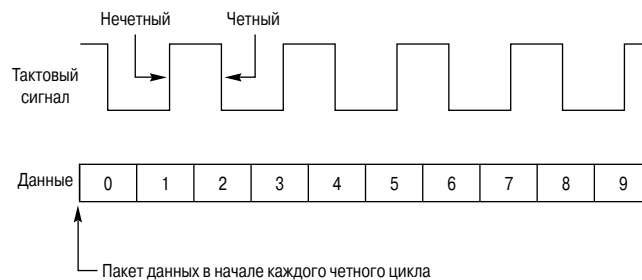 Нечетный
Четный
Тактовый
сигнал
Данные
0 1 2 3 4 5 6 7 8 9
Пакет данных в начале каждого четного цикла